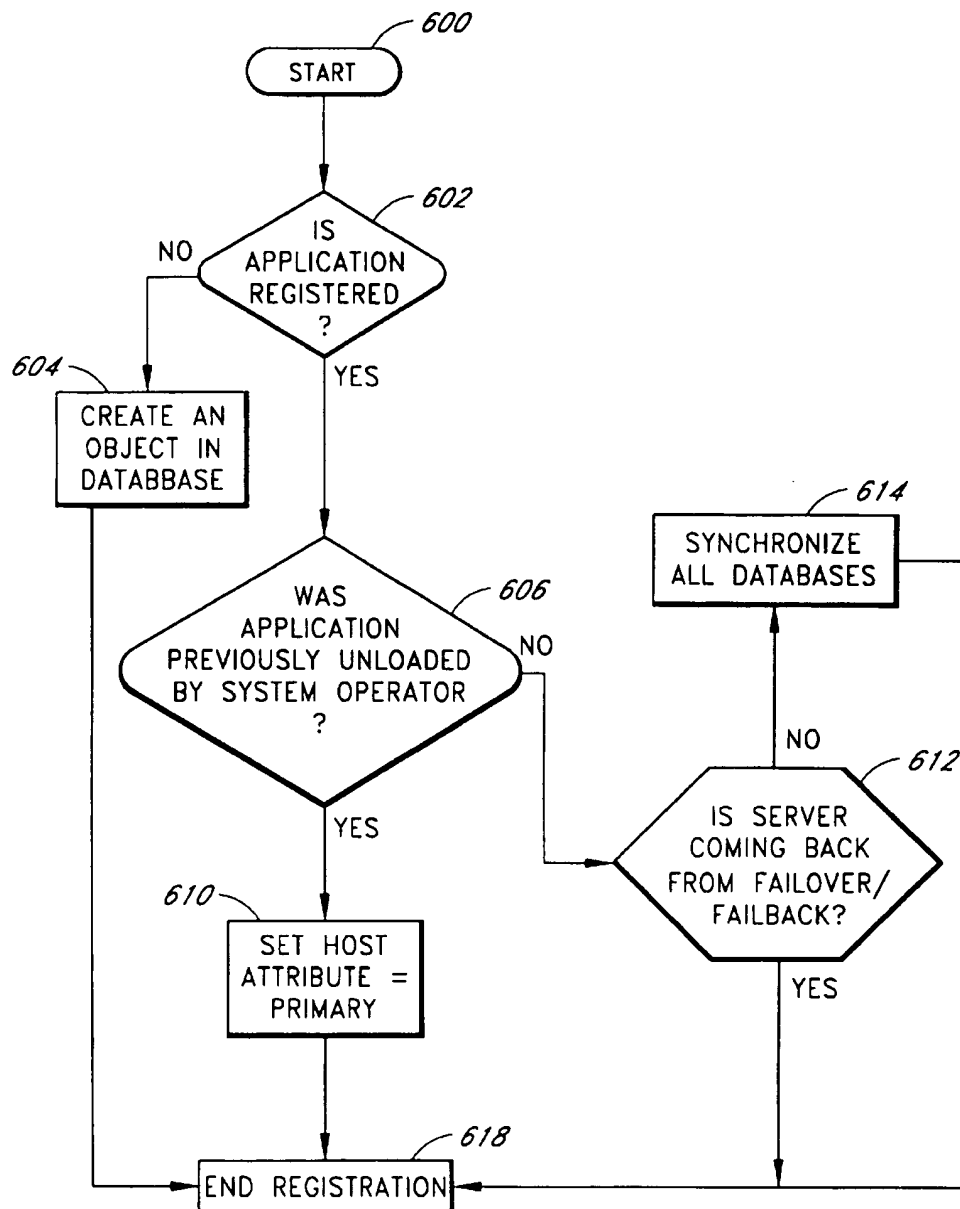 600
START
602
IS
APPLICATION
REGISTERED
?
NO
YES
604
CREATE AN
OBJECT IN
DATABBASE
606
WAS
APPLICATION
PREVIOUSLY UNLOADED
BY SYSTEM OPERATOR
?
NO
YES
614
SYNCHRONIZE
ALL DATABASES
NO
612
IS SERVER
COMING BACK
FROM FAILOVER/
FAILBACK?
YES
610
SET HOST
ATTRIBUTE =
PRIMARY
618
END REGISTRATION